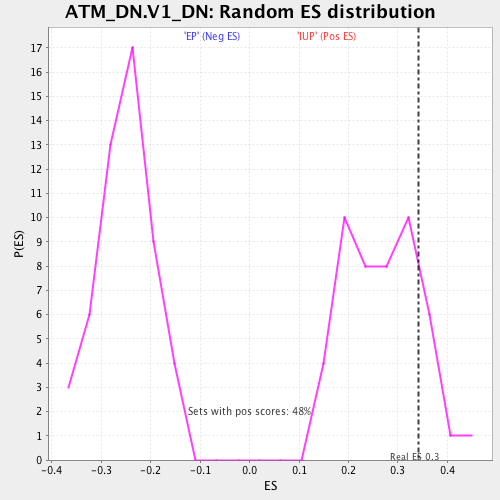 ATM_DN.V1_DN: Random ES distribution
'EP' (Neg ES) 'IUP' (Pos ES)
17
16
15
14
13
12
11
10
9
8
7
6
5
4
3
2
1
0
P(ES)
Sets with pos scores: 48%
Real ES 0.3
-0.4 -0.3 -0.2 -0.1 0.0 0.1 0.2 0.3 0.4
ES